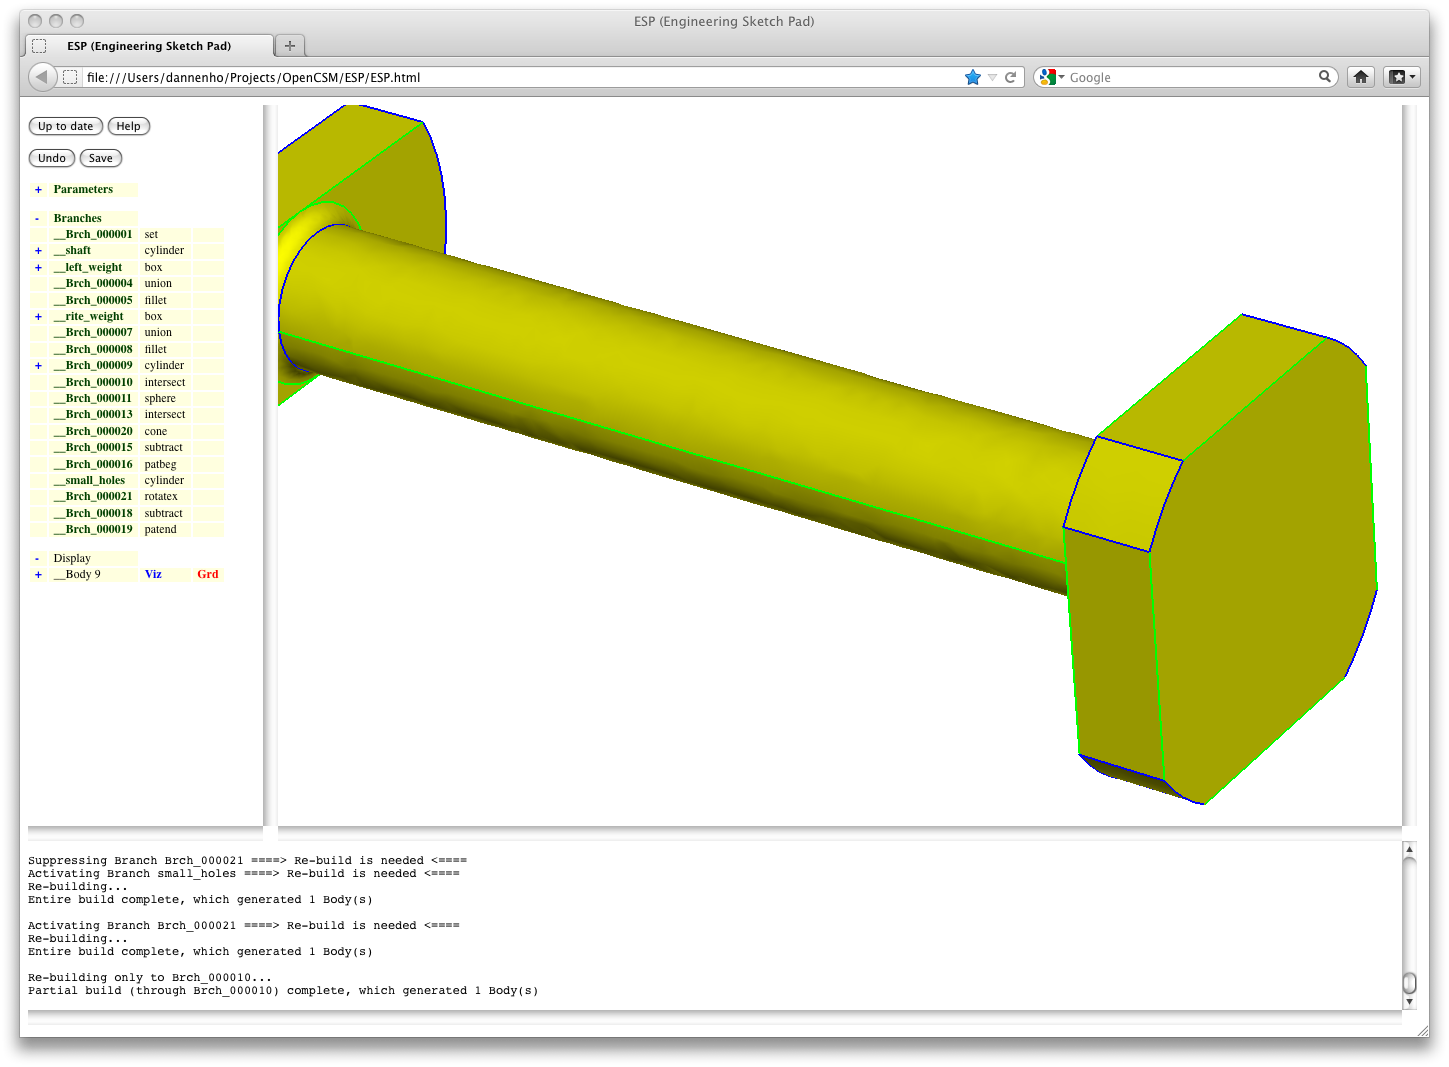 ESP (Engineering Sketch Pad)
ESP (Engineering Sketch Pad)
file:///Users/dannenho/Projects/OpenCSM/ESP/ESP.html
Google
Up to date Help
Undo Save
+ Parameters
- Branches
__Brch_000001 set
+ __shaft cylinder
+ __left_weight box
__Brch_000004 union
__Brch_000005 fillet
+ __rite_weight box
__Brch_000007 union
__Brch_000008 fillet
+ __Brch_000009 cylinder
__Brch_000010 intersect
__Brch_000011 sphere
__Brch_000013 intersect
__Brch_000020 cone
__Brch_000015 subtract
__Brch_000016 patbeg
__small_holes cylinder
__Brch_000021 rotatex
__Brch_000018 subtract
__Brch_000019 patend
- Display
+ __Body 9 Viz Grd
Suppressing Branch Brch_000021 ====> Re-build is needed <====
Activating Branch small_holes ====> Re-build is needed <====
Re-building...
Entire build complete, which generated 1 Body(s)
Activating Branch Brch_000021 ====> Re-build is needed <====
Re-building...
Entire build complete, which generated 1 Body(s)
Re-building only to Brch_000010...
Partial build (through Brch_000010) complete, which generated 1 Body(s)